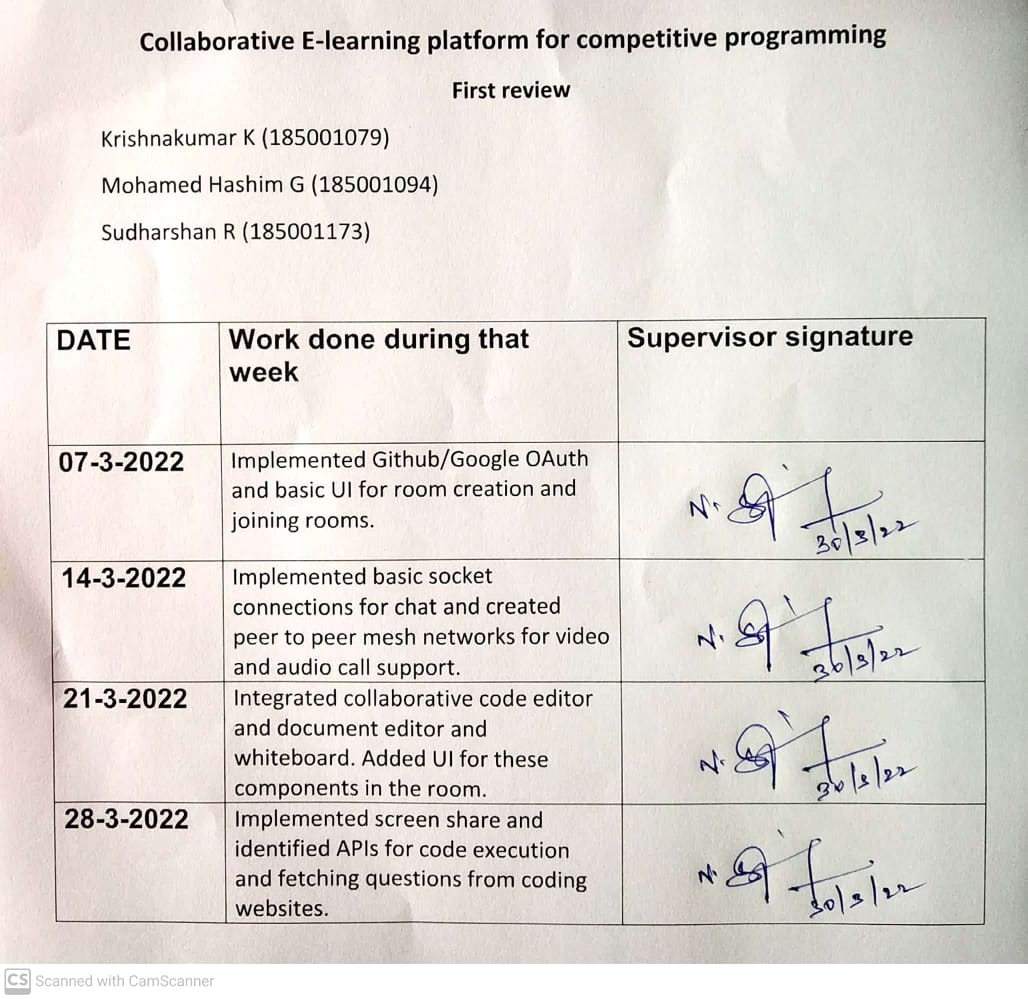 Collaborative E-learning platform for competitive programming
First review
Krishnakumar K (185001079)
Mohamed Hashim G (185001094)
Sudharshan R (185001173)
DATE
Work done during that
week
Supervisor signature
07-3-2022
Implemented Github/Google OAuth
and basic UI for room creation and
joining rooms.
N.
30/3/22
14-3-2022
Implemented basic socket
connections for chat and created
peer to peer mesh networks for video
and audio call support.
N.
30/3/22
21-3-2022
Integrated collaborative code editor
and document editor and
whiteboard. Added UI for these
components in the room.
N.
30/3/22
28-3-2022
Implemented screen share and
identified APIs for code execution
and fetching questions from coding
websites.
N.
30/3/22
CS Scanned with CamScanner